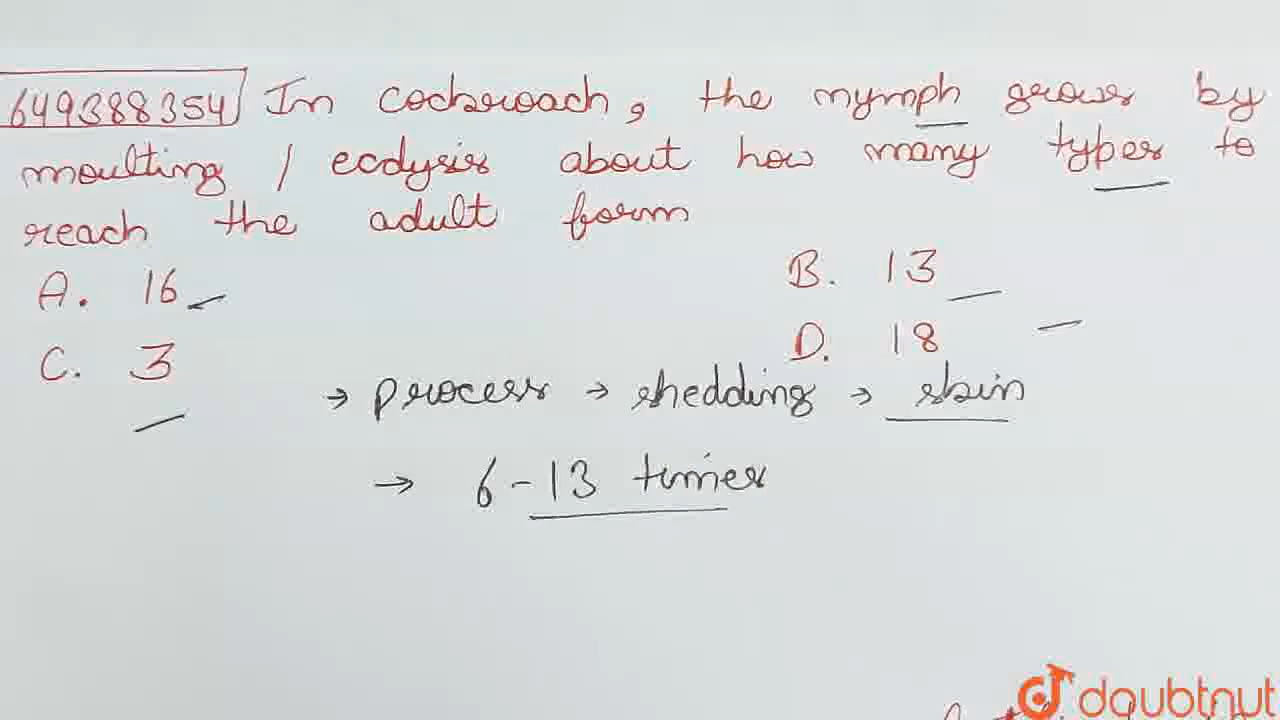 649388354 In cockroach, the nymph grows by
moulting / ecdysis about how many types to
reach the adult form
A. 16
B. 13
C. 3
D. 18
→ process → shedding → skin
→ 6-13 times
doubtnut